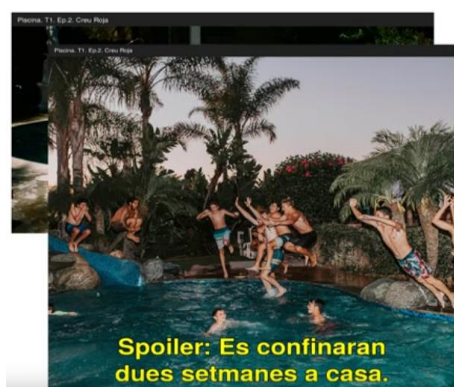 Piscina. T1. Ep.2. Creu Roja
Piscina. T1. Ep.2. Creu Roja
Spoiler: Es confinaran
dues setmanes a casa.